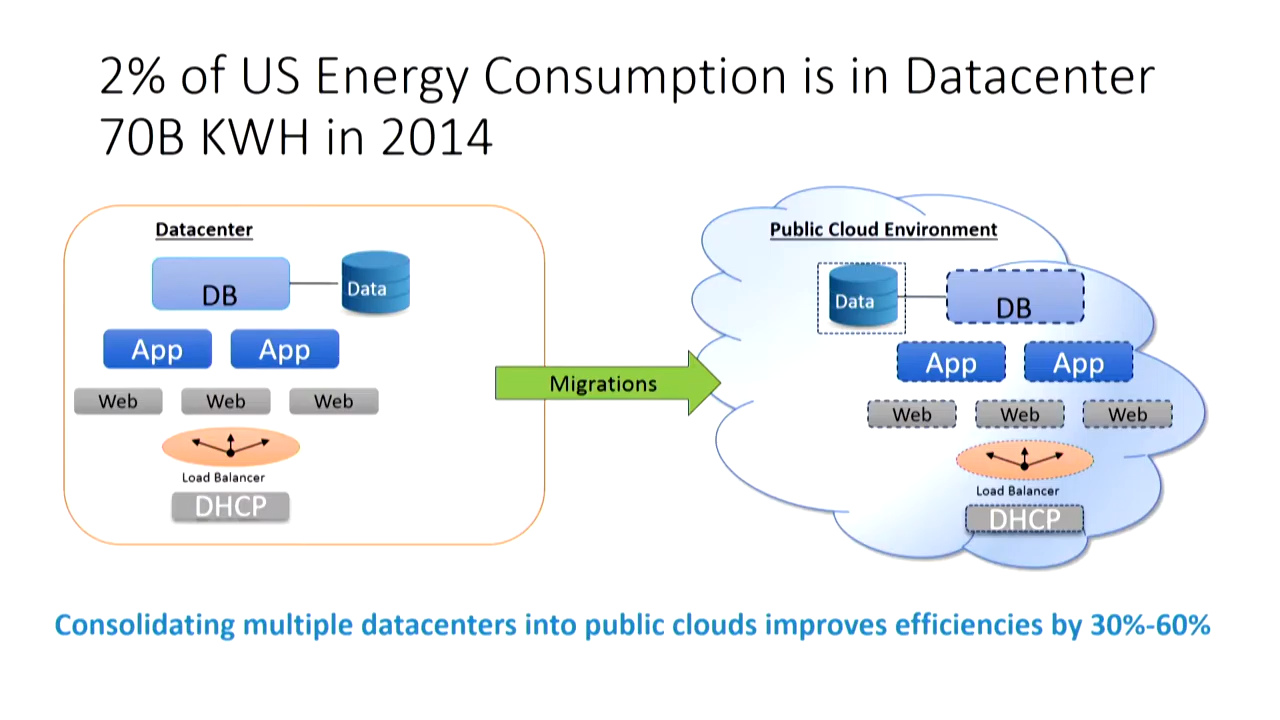 2% of US Energy Consumption is in Datacenter
70B KWH in 2014
Datacenter
DB
Data
App App
Web Web Web
Load Balancer
DHCP
Migrations
Public Cloud Environment
Data
DB
App App
Web Web Web
Load Balancer
DHCP
Consolidating multiple datacenters into public clouds improves efficiencies by 30%-60%